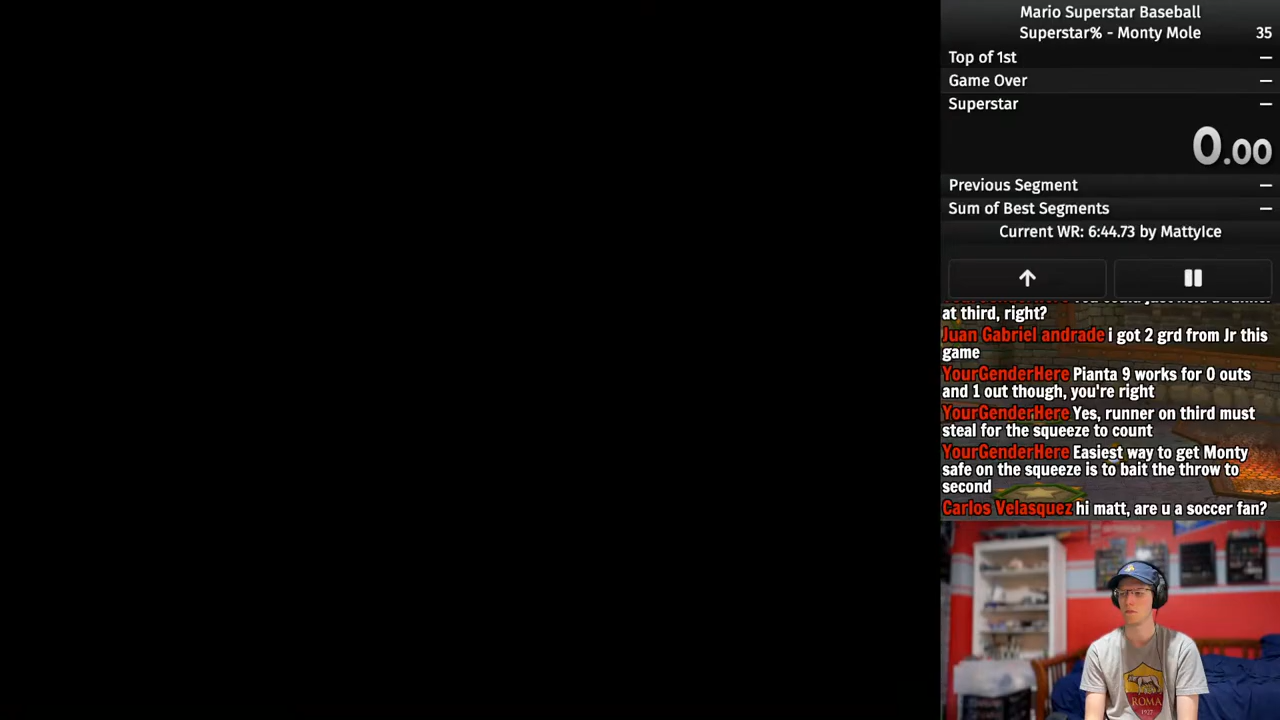 Mario Superstar Baseball
Superstar% - Monty Mole 35
Top of 1st —
Game Over —
Superstar —
0.00
Previous Segment —
Sum of Best Segments —
Current WR: 6:44.73 by MattyIce
at third, right?
Juan Gabriel andrade i got 2 grd from Jr this
game
YourGenderHere Pianta 9 works for 0 outs
and 1 out though, you're right
YourGenderHere Yes, runner on third must
steal for the squeeze to count
YourGenderHere Easiest way to get Monty
safe on the squeeze is to bait the throw to
second
Carlos Velasquez hi matt, are u a soccer fan?
ROMA
1927